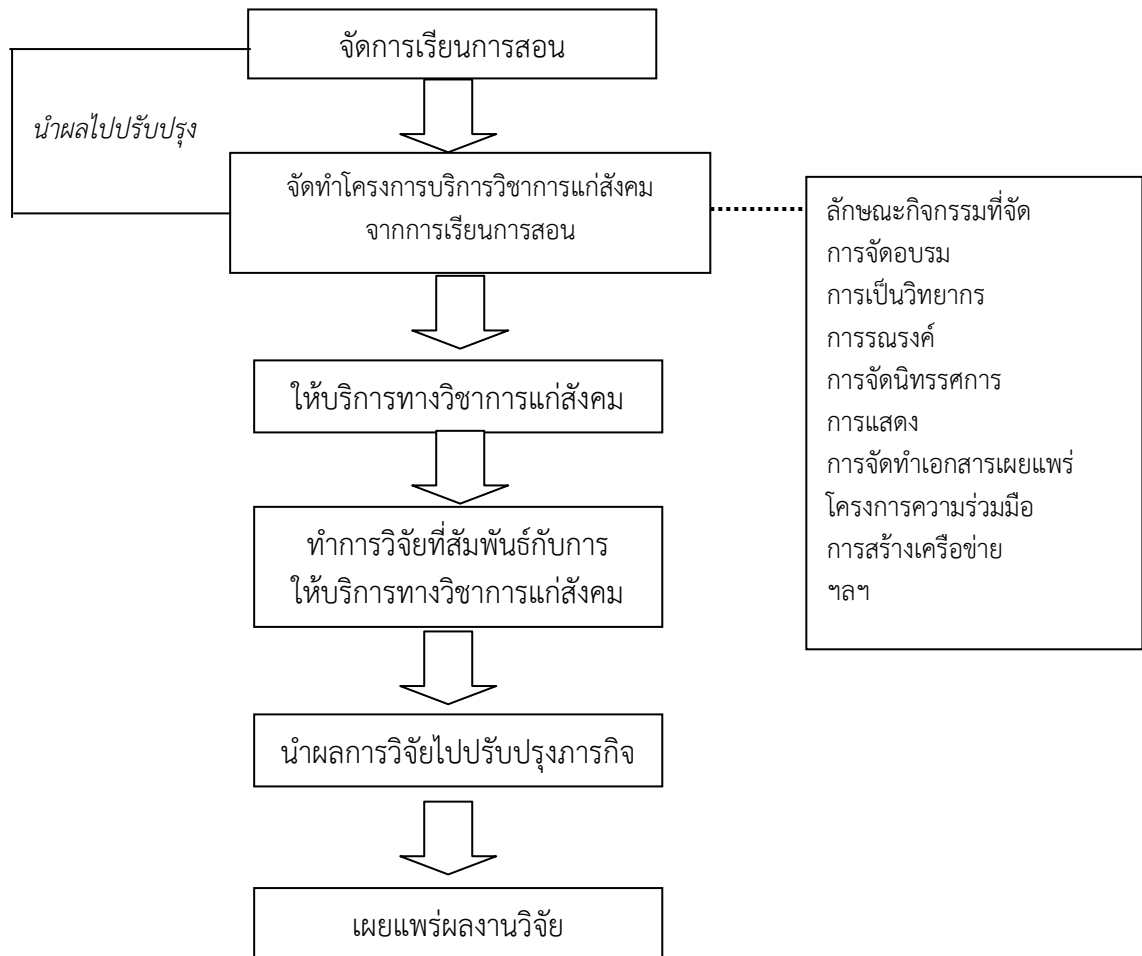 จัดการเรียนการสอน
นำผลไปปรับปรุง
จัดทำโครงการบริการวิชาการแก่สังคม
จากการเรียนการสอน
ลักษณะกิจกรรมที่จัด
การจัดอบรม
การเป็นวิทยากร
การรณรงค์
การจัดนิทรรศการ
การแสดง
การจัดทำเอกสารเผยแพร่
โครงการความร่วมมือ
การสร้างเครือข่าย
ฯลฯ
ให้บริการทางวิชาการแก่สังคม
ทำการวิจัยที่สัมพันธ์กับการ
ให้บริการทางวิชาการแก่สังคม
นำผลการวิจัยไปปรับปรุงภารกิจ
เผยแพร่ผลงานวิจัย